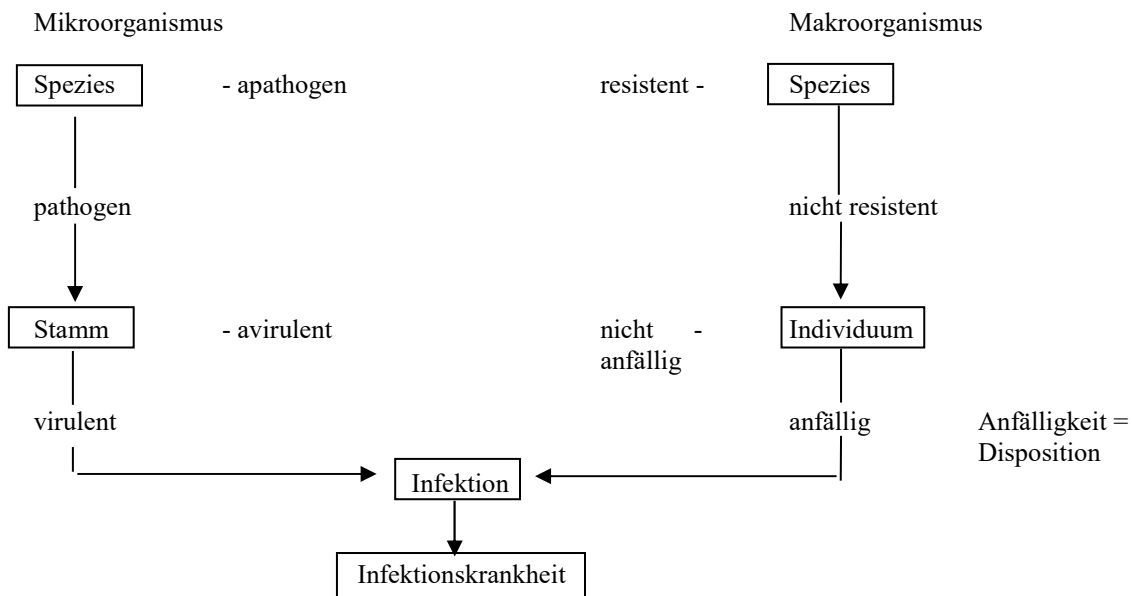 Mikroorganismus Makroorganismus
Spezies - apathogen resistent - Spezies
pathogen nicht resistent
Stamm - avirulent nicht - Individuum
anfällig
virulent anfällig Anfälligkeit =
Disposition
Infektion
Infektionskrankheit